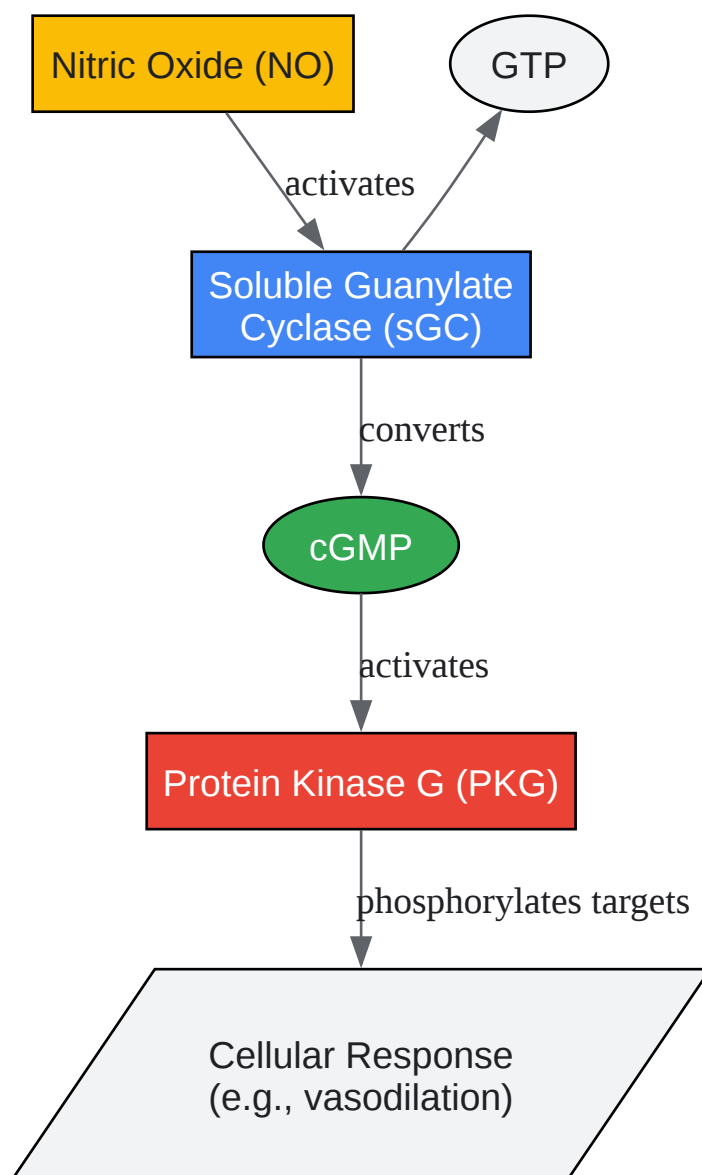 Nitric Oxide (NO)
GTP
activates
Soluble Guanylate
Cyclase (sGC)
converts
cGMP
activates
Protein Kinase G (PKG)
phosphorylates targets
Cellular Response
(e.g., vasodilation)